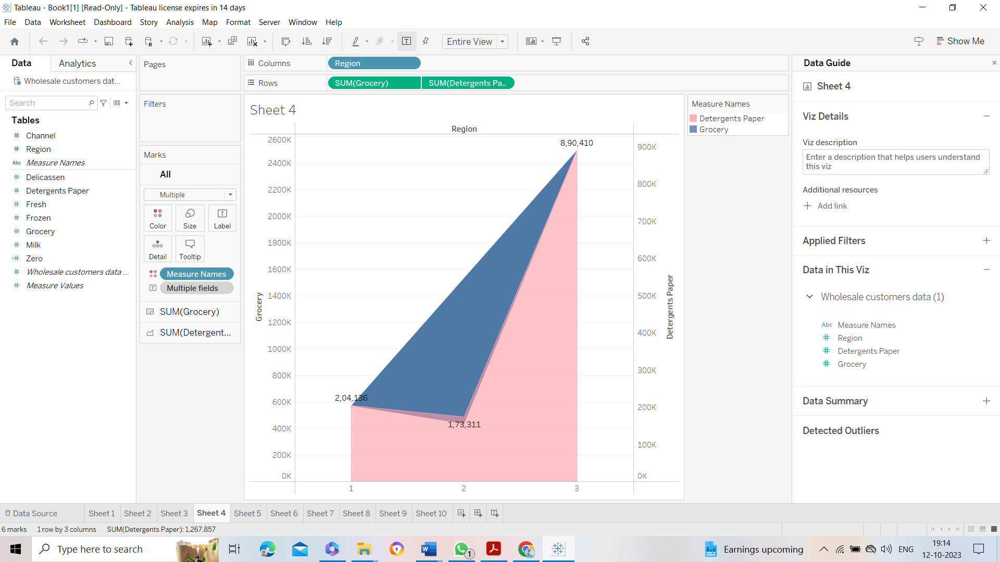 Tableau - Book1[1] [Read-Only] - Tableau license expires in 14 days
File Data Worksheet Dashboard Story Analysis Map Format Server Window Help
Entire View
Show Me
Data
Analytics
Wholesale customers dat...
Search
Tables
Channel
Region
Abc Measure Names
Delicassen
Detergents Paper
Fresh
Frozen
Grocery
Milk
Zero
Wholesale customers data ...
Measure Values
Pages
Filters
Marks
All
Multiple
Color Size Label
Detail Tooltip
Measure Names
Multiple fields
SUM(Grocery)
SUM(Detergent...
Columns
Region
Rows
SUM(Grocery)
SUM(Detergents Pa..
Sheet 4
Region
Grocery
2600K
2400K
2200K
2000K
1800K
1600K
1400K
1200K
1000K
800K
600K
400K
200K
0K
8,90,410
2,04,136
1,73,311
900K
800K
700K
600K
500K
400K
300K
200K
100K
0K
Detergents Paper
1 2 3
Measure Names
Detergents Paper
Grocery
Data Guide
Sheet 4
Viz Details
Viz description
Enter a description that helps users understand
this viz
Additional resources
Add link
Applied Filters
Data in This Viz
Wholesale customers data (1)
Abc Measure Names
Region
Detergents Paper
Grocery
Data Summary
Detected Outliers
Data Source Sheet 1 Sheet 2 Sheet 3 Sheet 4 Sheet 5 Sheet 6 Sheet 7 Sheet 8 Sheet 9 Sheet 10
6 marks 1 row by 3 columns SUM(Detergents Paper): 1,267,857
Type here to search
1
Earnings upcoming
ENG
19:14
12-10-2023